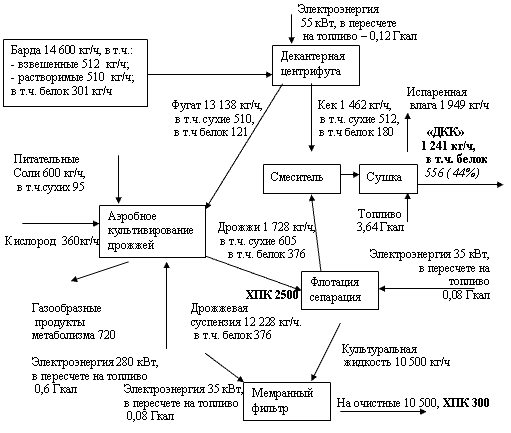 Электроэнергия
55 кВт, в пересчете
на топливо – 0,12 Гкал
Барда 14 600 кг/ч, в т.ч.:
- взвешенные 512 кг/ч;
- растворимые 510 кг/ч;
в т.ч. белок 301 кг/ч
Декантерная
центрифуга
Фугат 13 138 кг/ч,
в т.ч. сухие 510,
в т.ч белок 121
Кек 1 462 кг/ч,
в т.ч. сухие 512,
в т.ч белок 180
Испаренная
влага 1 949 кг/ч
«ДКК»
1 241 кг/ч,
в т.ч. белок
556 ( 44%)
Питательные
Соли 600 кг/ч,
в т.ч.сухих 95
Смеситель
Сушка
Топливо
3,64 Гкал
Аэробное
культивирование
дрожжей
Кислород 360кг/ч
Дрожжи 1 728 кг/ч,
в т.ч. сухие 605
в т.ч. белок 376
Электроэнергия 35 кВт,
в пересчете на
топливо
0,08 Гкал
ХПК 2500
Флотация
сепарация
Газообразные
продукты
метаболизма 720
Дрожжевая
суспензия 12 228 кг/ч.
в т.ч. белок 376
Культуральная
жидкость 10 500 кг/ч
Электроэнергия 280 кВт,
в пересчете на топливо
0,6 Гкал
Электроэнергия 35 кВт,
в пересчете на топливо
0,08 Гкал
Мемранный
фильтр
На очистные 10 500, ХПК 300